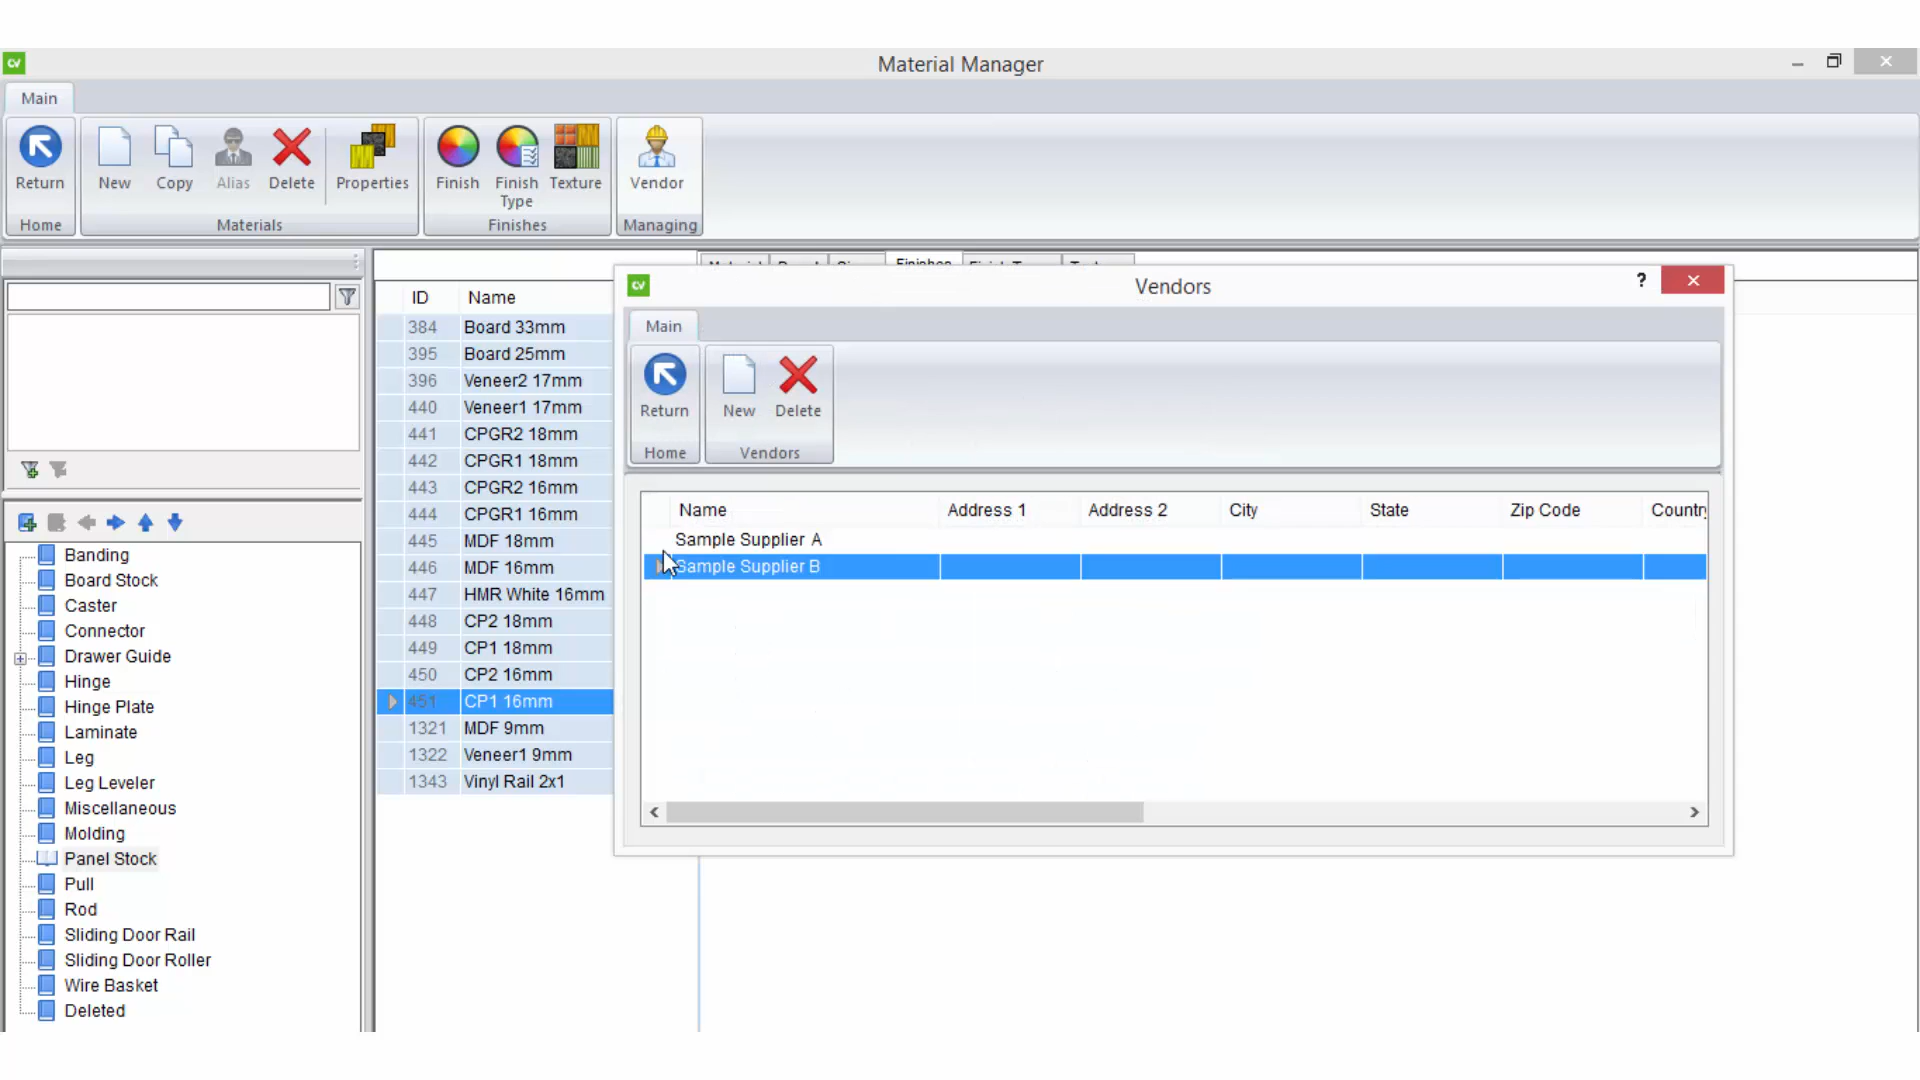 cv
Material Manager
Main
Return
New
Copy
Alias
Delete
Properties
Finish
Finish
Type
Texture
Vendor
Home
Materials
Finishes
Managing
Finishes
cv
Vendors
?
Main
Return
New
Delete
Home
Vendors
Name Address 1 Address 2 City State Zip Code Countr
Sample Supplier A
Sample Supplier B
ID Name
384 Board 33mm
395 Board 25mm
396 Veneer2 17mm
440 Veneer1 17mm
441 CPGR2 18mm
442 CPGR1 18mm
443 CPGR2 16mm
444 CPGR1 16mm
445 MDF 18mm
446 MDF 16mm
447 HMR White 16mm
448 CP2 18mm
449 CP1 18mm
450 CP2 16mm
451 CP1 16mm
1321 MDF 9mm
1322 Veneer1 9mm
1343 Vinyl Rail 2x1
Banding
Board Stock
Caster
Connector
Drawer Guide
Hinge
Hinge Plate
Laminate
Leg
Leg Leveler
Miscellaneous
Molding
Panel Stock
Pull
Rod
Sliding Door Rail
Sliding Door Roller
Wire Basket
Deleted